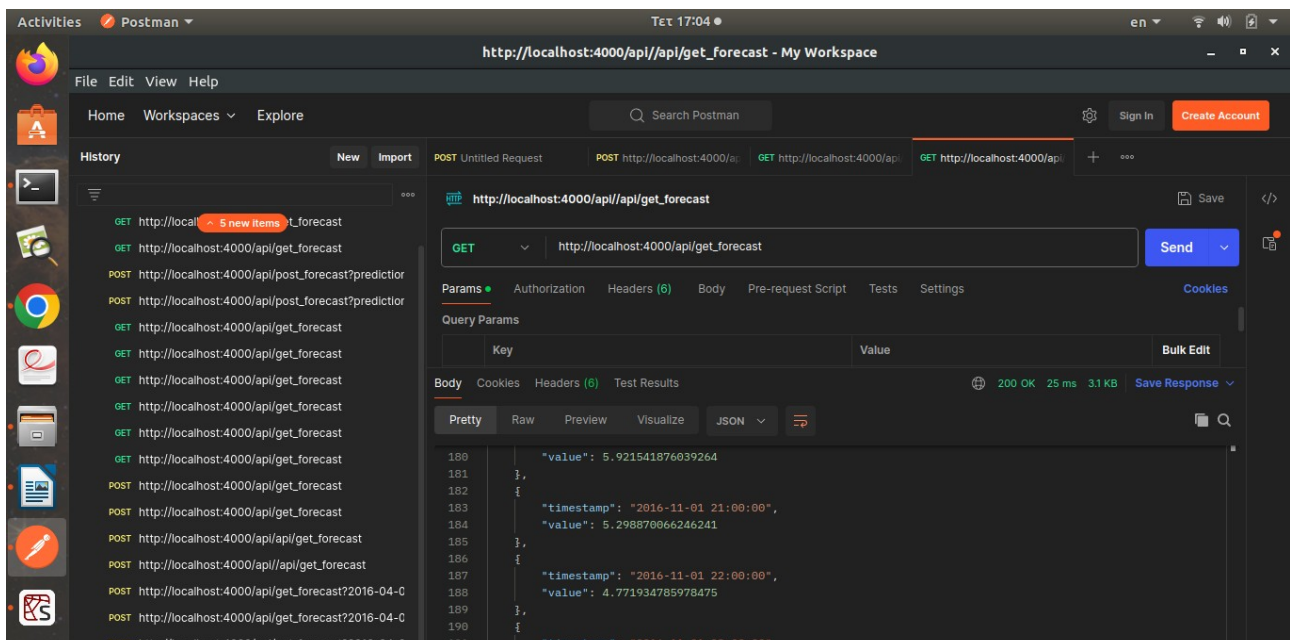 Activities Postman Τετ 17:04 en
http://localhost:4000/api//api/get_forecast - My Workspace
File Edit View Help
Home Workspaces Explore Search Postman Sign In Create Account
History New Import
POST Untitled Request POST http://localhost:4000/ap GET http://localhost:4000/api/ GET http://localhost:4000/api/
HTTP http://localhost:4000/api//api/get_forecast Save </>
GET http://local 5 new items t_forecast
GET http://localhost:4000/api/get_forecast
POST http://localhost:4000/api/post_forecast?prediction
POST http://localhost:4000/api/post_forecast?prediction
GET http://localhost:4000/api/get_forecast
GET http://localhost:4000/api/get_forecast
GET http://localhost:4000/api/get_forecast
GET http://localhost:4000/api/get_forecast
GET http://localhost:4000/api/get_forecast
GET http://localhost:4000/api/get_forecast
POST http://localhost:4000/api/get_forecast
POST http://localhost:4000/api/get_forecast
POST http://localhost:4000/api/api/get_forecast
POST http://localhost:4000/api//api/get_forecast
POST http://localhost:4000/api/get_forecast?2016-04-0
POST http://localhost:4000/api/get_forecast?2016-04-0
GET http://localhost:4000/api/get_forecast Send
Params Authorization Headers (6) Body Pre-request Script Tests Settings Cookies
Query Params
Key Value Bulk Edit
Body Cookies Headers (6) Test Results 200 OK 25 ms 3.1 KB Save Response
Pretty Raw Preview Visualize JSON
180 "value": 5.921541876039264
181 },
182 {
183 "timestamp": "2016-11-01 21:00:00",
184 "value": 5.298870066246241
185 },
186 {
187 "timestamp": "2016-11-01 22:00:00",
188 "value": 4.771934785978475
189 },
190 {